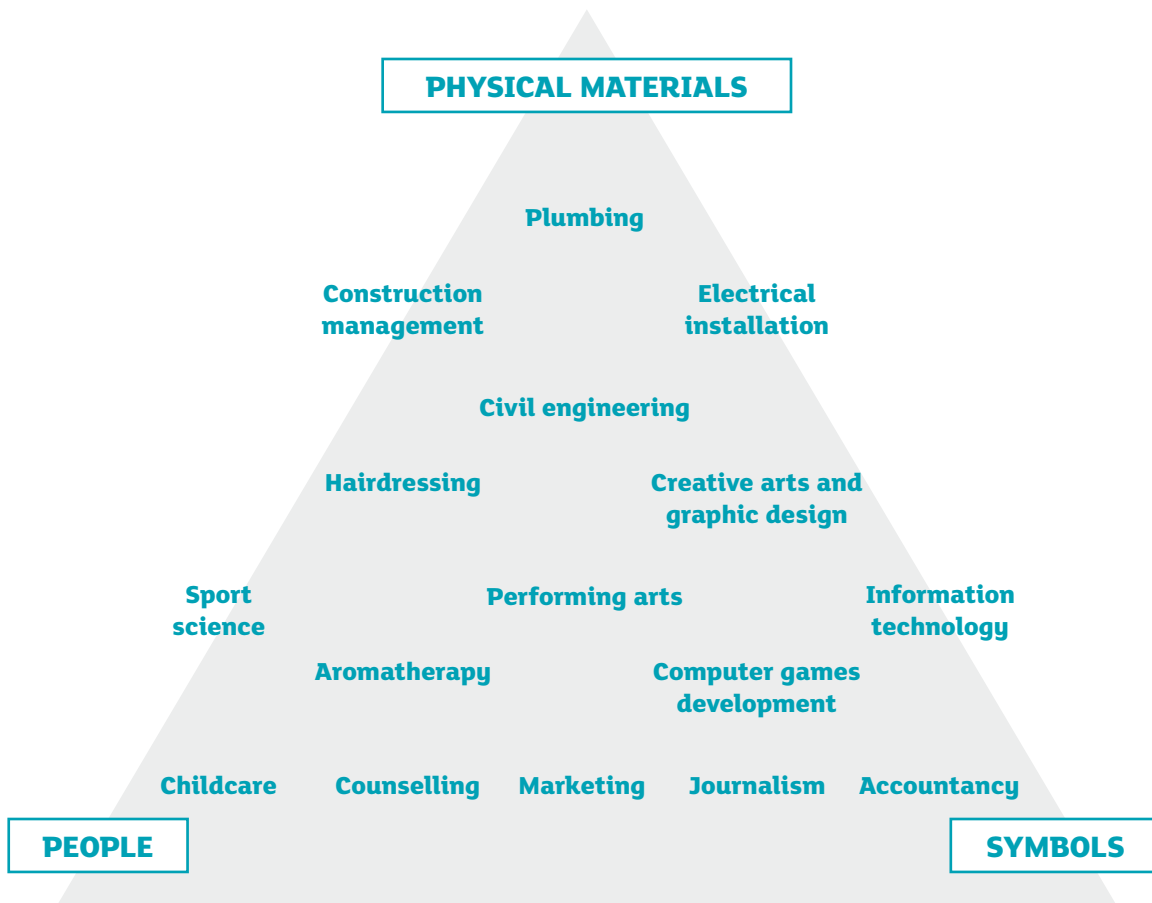 PHYSICAL MATERIALS
Plumbing
Construction
management
Electrical
installation
Civil engineering
Hairdressing
Creative arts and
graphic design
Sport
science
Performing arts
Information
technology
Aromatherapy
Computer games
development
Childcare
Counselling
Marketing
Journalism
Accountancy
PEOPLE
SYMBOLS